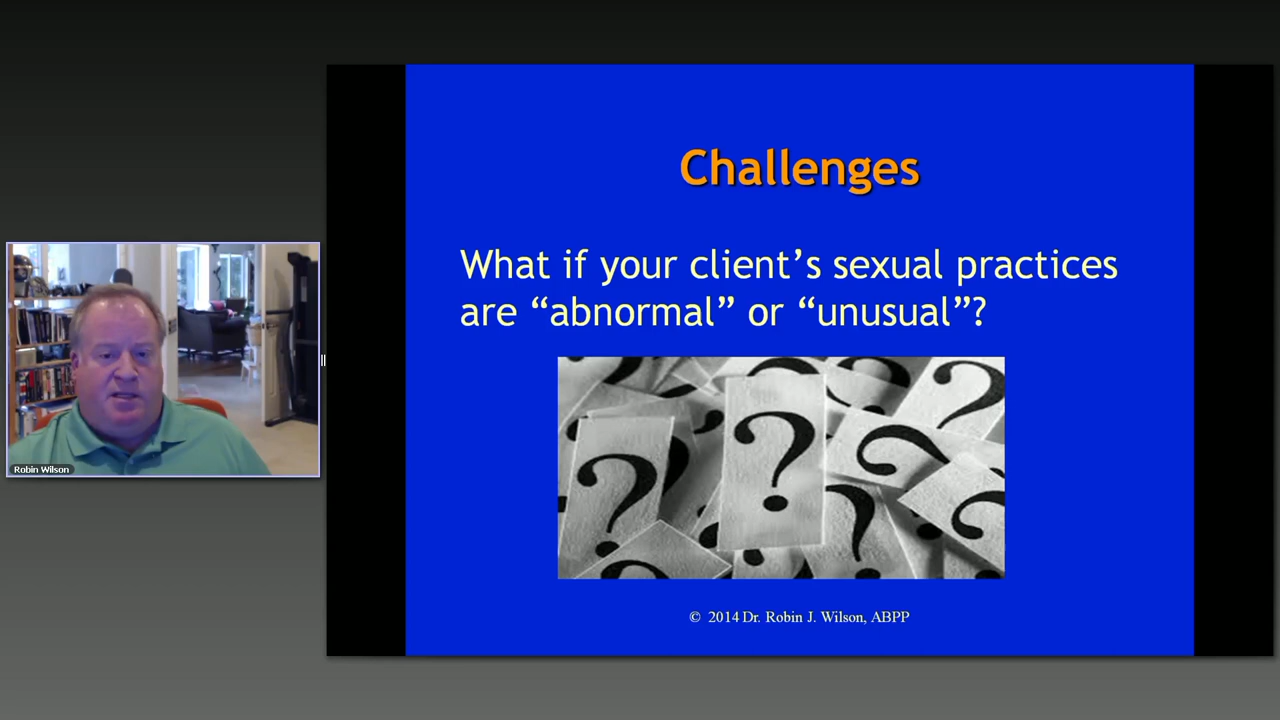 Challenges
What if your client’s sexual practices
are “abnormal” or “unusual”?
© 2014 Dr. Robin J. Wilson, ABPP
Robin Wilson